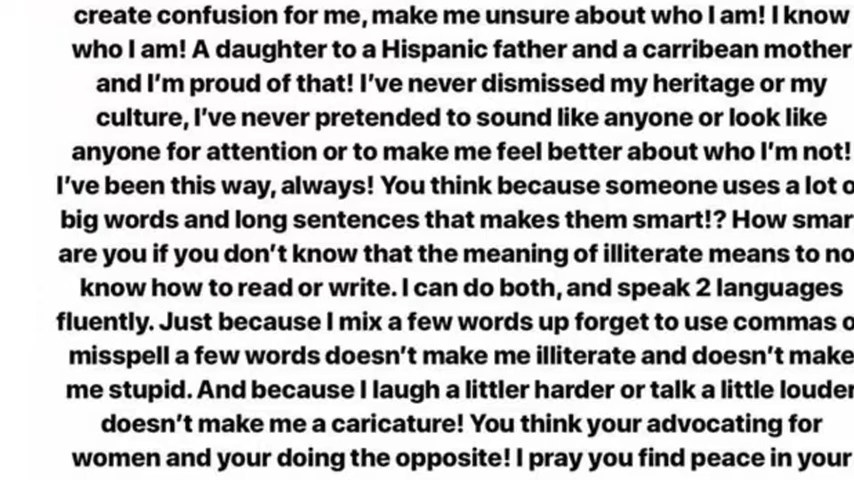 create confusion for me, make me unsure about who I am! I know
who I am! A daughter to a Hispanic father and a carribean mother
and I'm proud of that! I've never dismissed my heritage or my
culture, I've never pretended to sound like anyone or look like
anyone for attention or to make me feel better about who I'm not!
I've been this way, always! You think because someone uses a lot o
big words and long sentences that makes them smart!? How smar
are you if you don't know that the meaning of illiterate means to no
know how to read or write. I can do both, and speak 2 languages
fluently. Just because I mix a few words up forget to use commas o
misspell a few words doesn't make me illiterate and doesn't make
me stupid. And because I laugh a littler harder or talk a little louder
doesn't make me a caricature! You think your advocating for
women and your doing the opposite! I pray you find peace in your